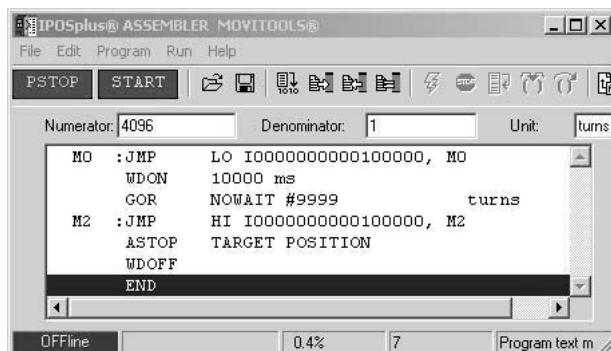 IPOSplus® ASSEMBLER MOVITOOLS®
File Edit Program Run Help
PSTOP START
Numerator: 4096 Denominator: 1 Unit: turns
M0 :JMP LO I0000000000100000, M0
WDON 10000 ms
GOR NOWAIT #9999 turns
M2 :JMP HI I0000000000100000, M2
ASTOP TARGET POSITION
WDOFF
END
OFFline 0.4% 7 Program text m